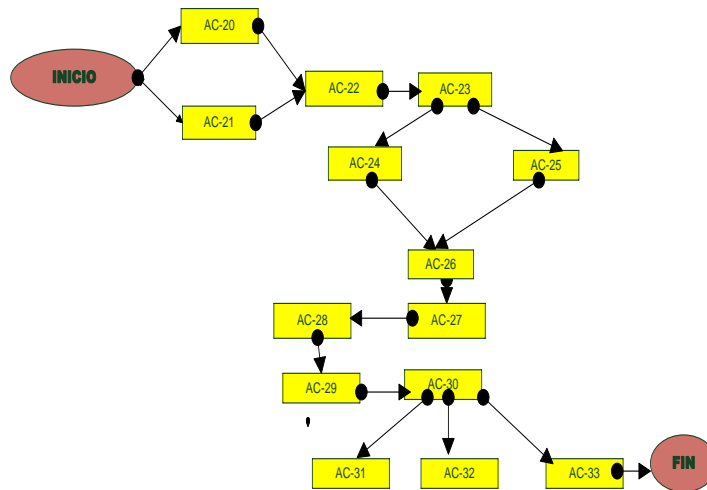 AC-20
INICIO
AC-22
AC-23
AC-21
AC-24
AC-25
AC-26
AC-28
AC-27
AC-29
AC-30
AC-31
AC-32
AC-33
FIN